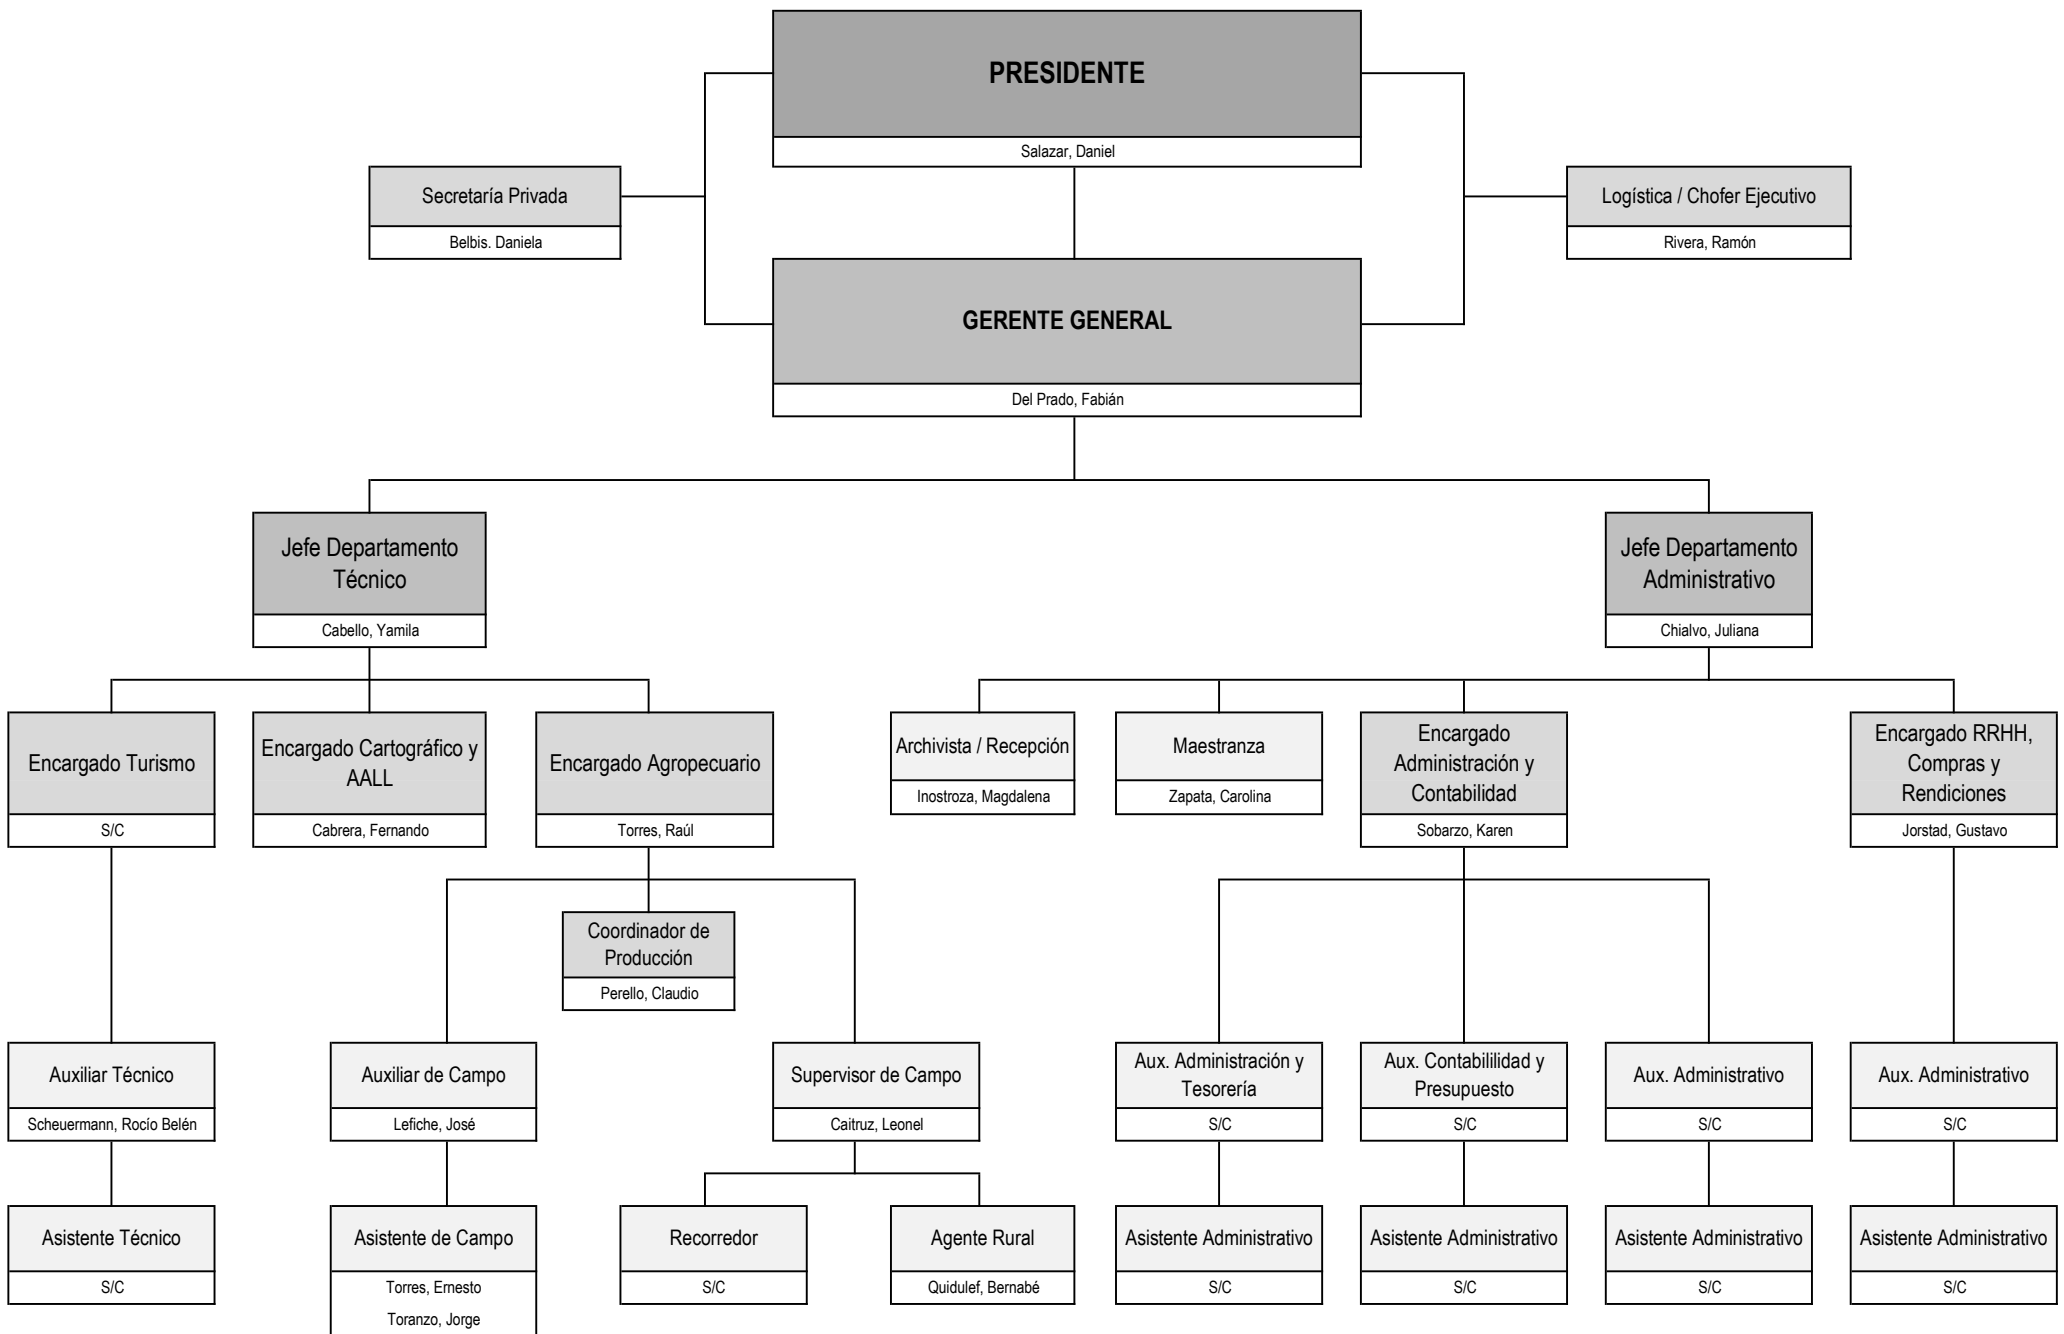 PRESIDENTE
Salazar, Daniel
Secretaría Privada
Belbis. Daniela
Logística / Chofer Ejecutivo
Rivera, Ramón
GERENTE GENERAL
Del Prado, Fabián
Jefe Departamento
Técnico
Cabello, Yamila
Jefe Departamento
Administrativo
Chialvo, Juliana
Encargado Turismo
S/C
Encargado Cartográfico y
AALL
Cabrera, Fernando
Encargado Agropecuario
Torres, Raúl
Archivista / Recepción
Inostroza, Magdalena
Maestranza
Zapata, Carolina
Encargado
Administración y
Contabilidad
Sobarzo, Karen
Encargado RRHH,
Compras y
Rendiciones
Jorstad, Gustavo
Coordinador de
Producción
Perello, Claudio
Auxiliar Técnico
Scheuermann, Rocío Belén
Auxiliar de Campo
Lefiche, José
Supervisor de Campo
Caitruz, Leonel
Aux. Administración y
Tesorería
S/C
Aux. Contabililidad y
Presupuesto
S/C
Aux. Administrativo
S/C
Aux. Administrativo
S/C
Asistente Técnico
S/C
Asistente de Campo
Torres, Ernesto
Toranzo, Jorge
Recorredor
S/C
Agente Rural
Quidulef, Bernabé
Asistente Administrativo
S/C
Asistente Administrativo
S/C
Asistente Administrativo
S/C
Asistente Administrativo
S/C